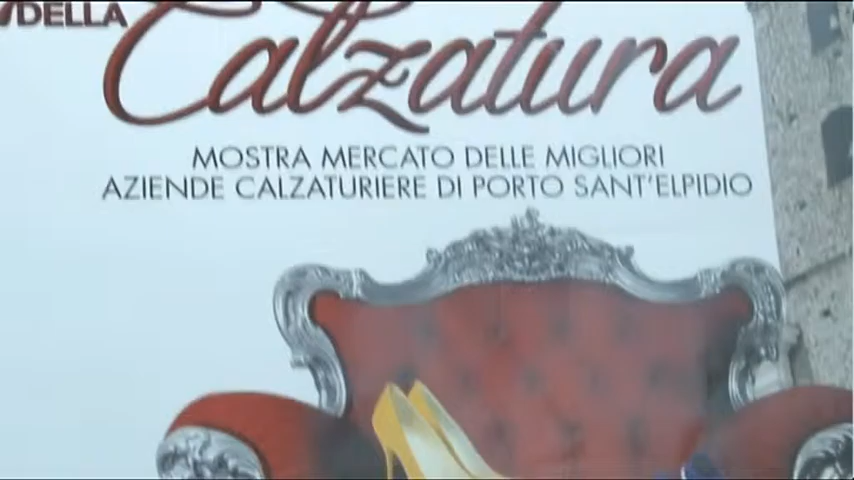 DELLA
Calzatura
MOSTRA MERCATO DELLE MIGLIORI
AZIENDE CALZATURIERE DI PORTO SANT'ELPIDIO